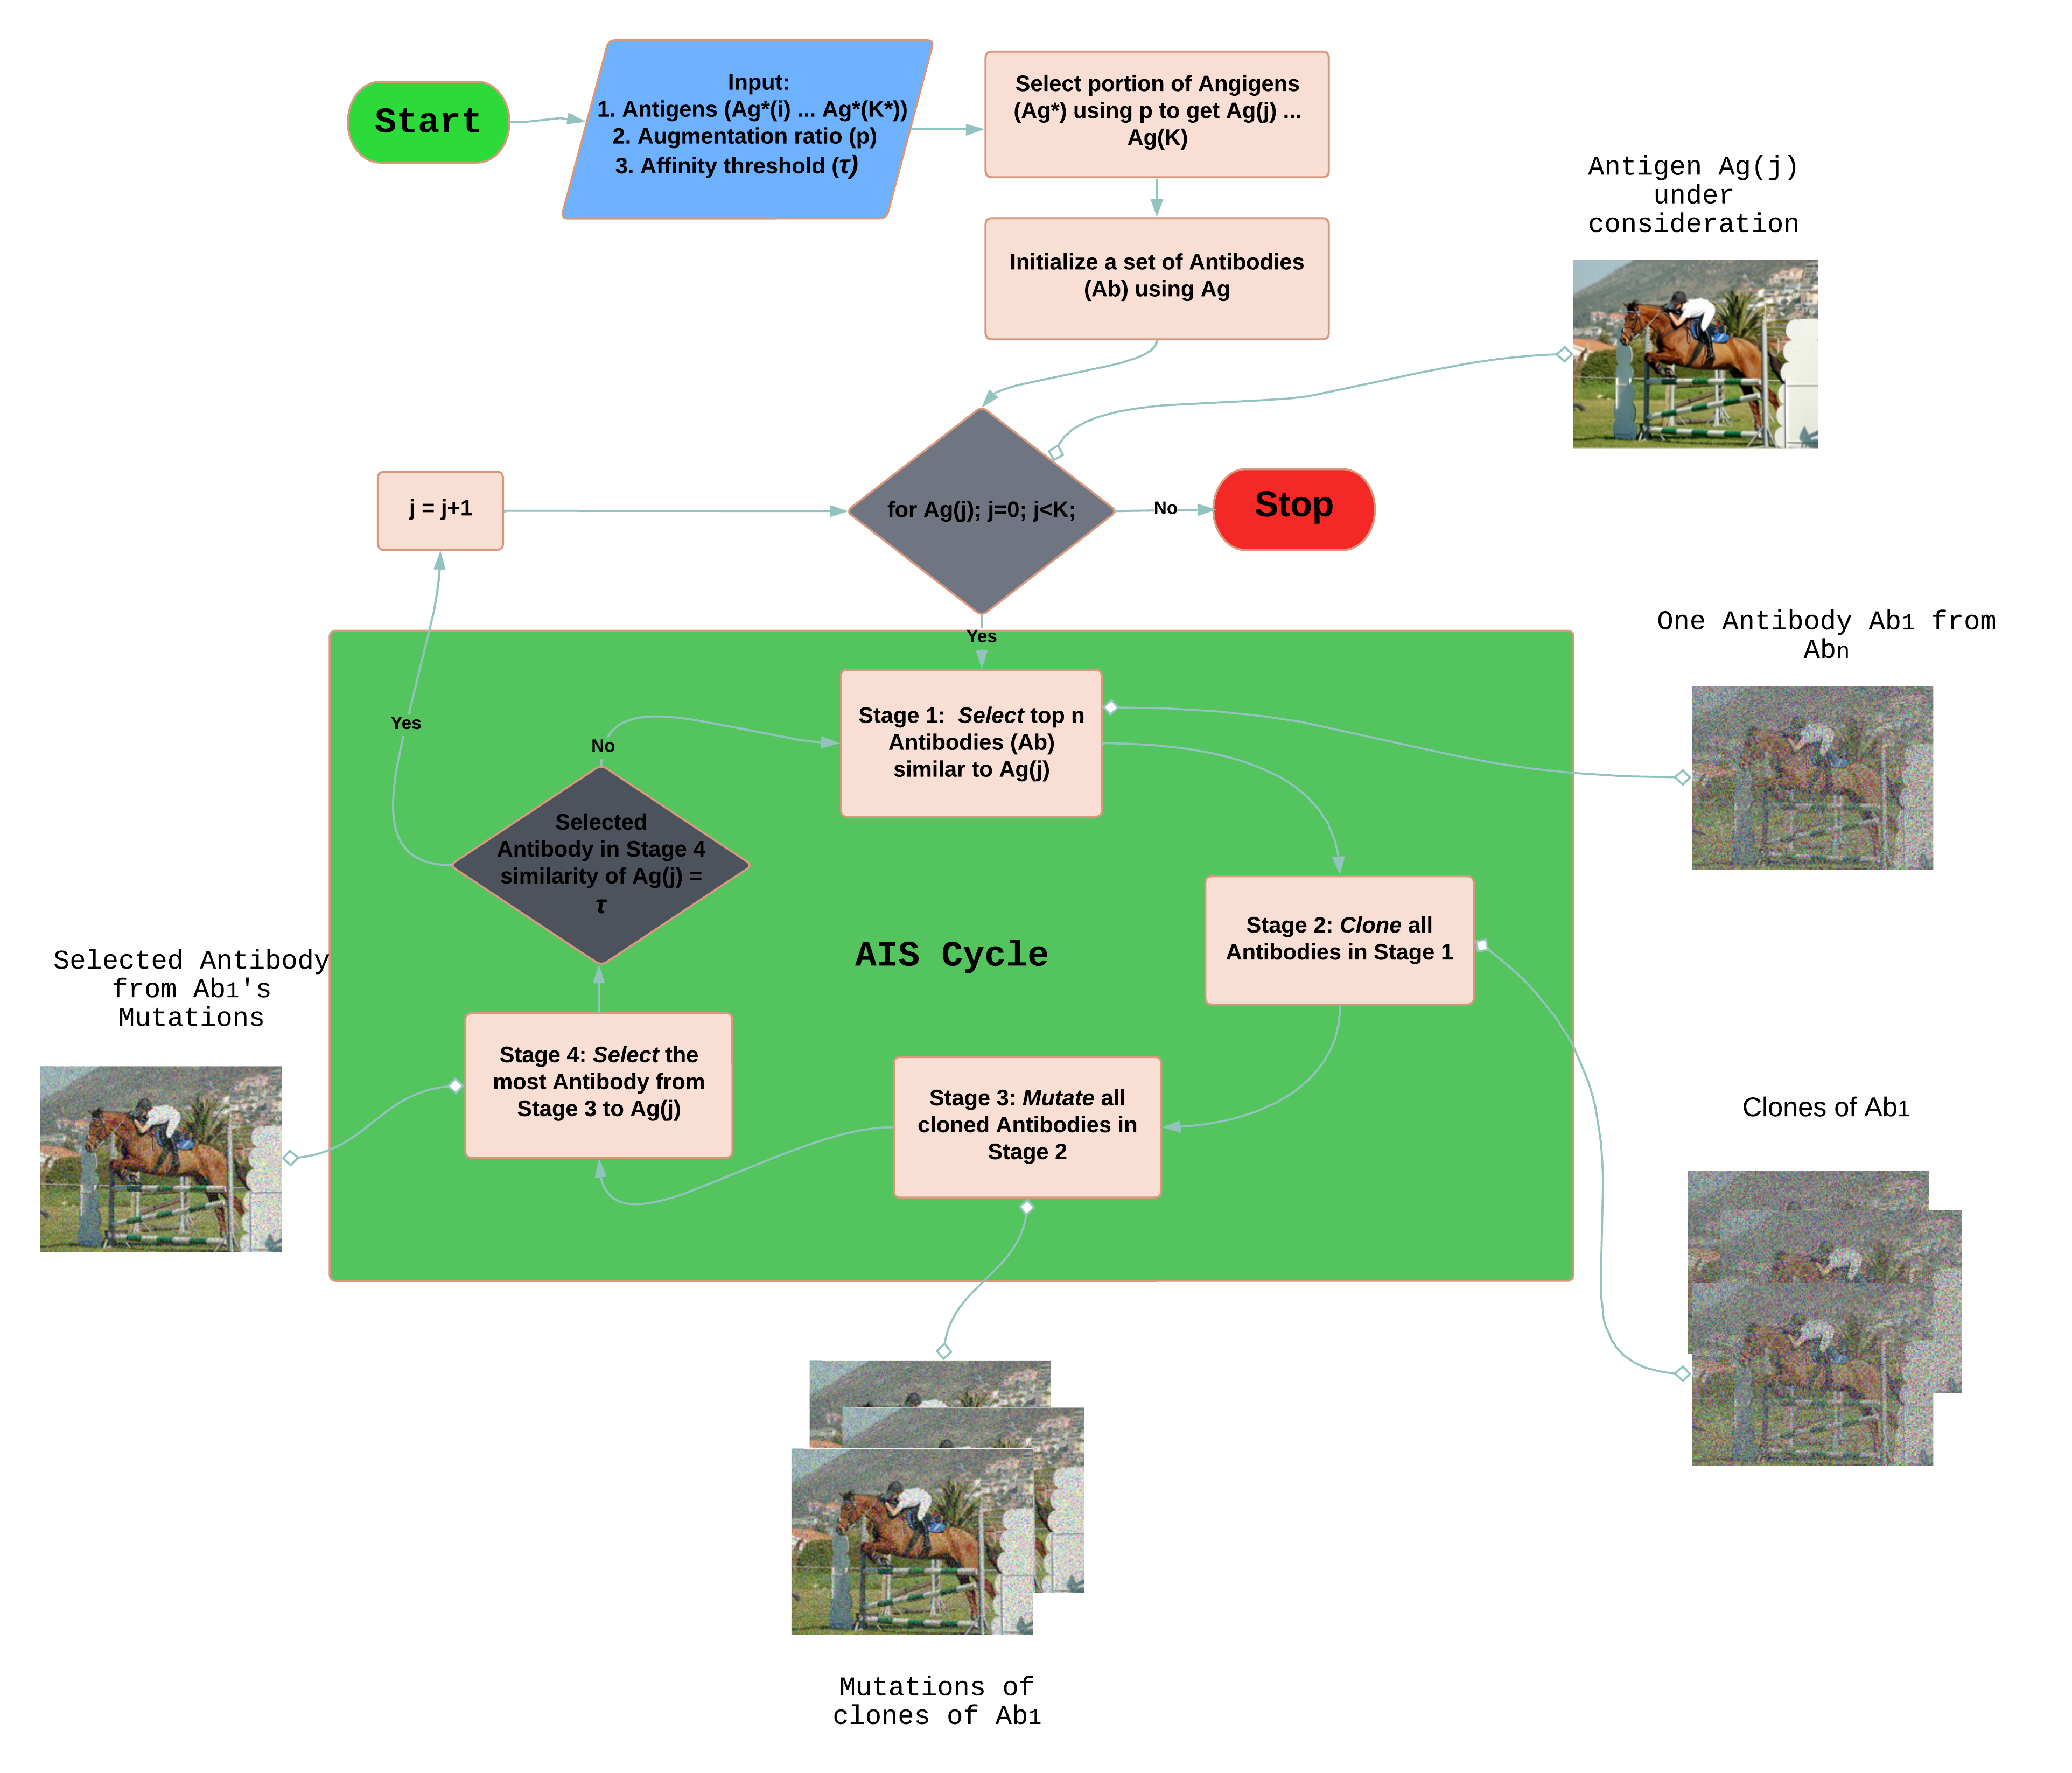 Start
Input:
1. Antigens (Ag*(i) ... Ag*(K*))
2. Augmentation ratio (p)
3. Affinity threshold (τ)
Select portion of Angigens
(Ag*) using p to get Ag(j) ...
Ag(K)
Antigen Ag(j)
under
consideration
Initialize a set of Antibodies
(Ab) using Ag
j = j+1
for Ag(j); j=0; j<K;
No
Stop
Yes
One Antibody Ab1 from
Abn
Yes
No
Stage 1: Select top n
Antibodies (Ab)
similar to Ag(j)
Selected
Antibody in Stage 4
similarity of Ag(j) =
τ
Stage 2: Clone all
Antibodies in Stage 1
AIS Cycle
Selected Antibody
from Ab1's
Mutations
Stage 4: Select the
most Antibody from
Stage 3 to Ag(j)
Stage 3: Mutate all
cloned Antibodies in
Stage 2
Clones of Ab1
Mutations of
clones of Ab1